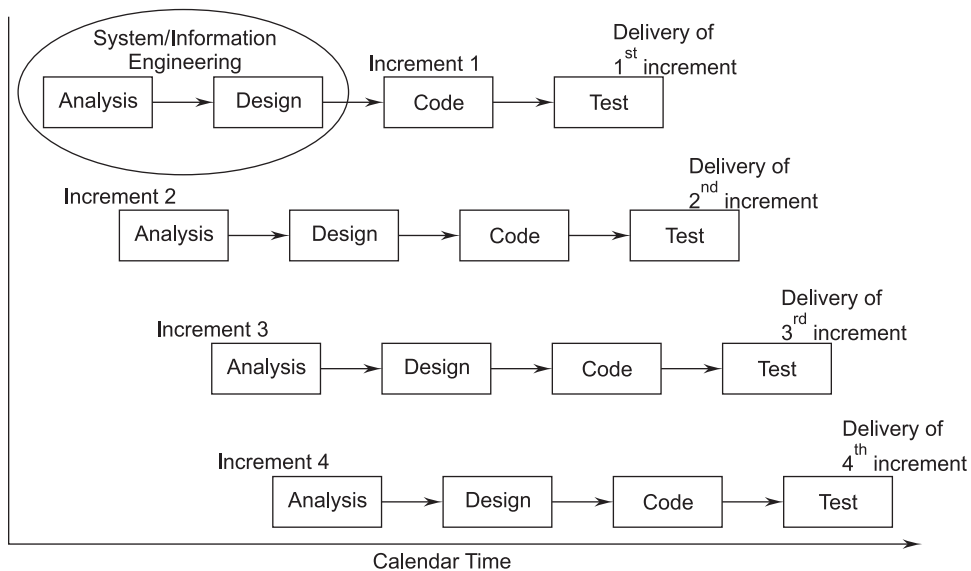 System/Information
Engineering
Analysis
Design
Increment 1
Code
Delivery of
1st increment
Test
Increment 2
Analysis
Design
Code
Delivery of
2nd increment
Test
Increment 3
Analysis
Design
Code
Delivery of
3rd increment
Test
Increment 4
Analysis
Design
Code
Delivery of
4th increment
Test
Calendar Time